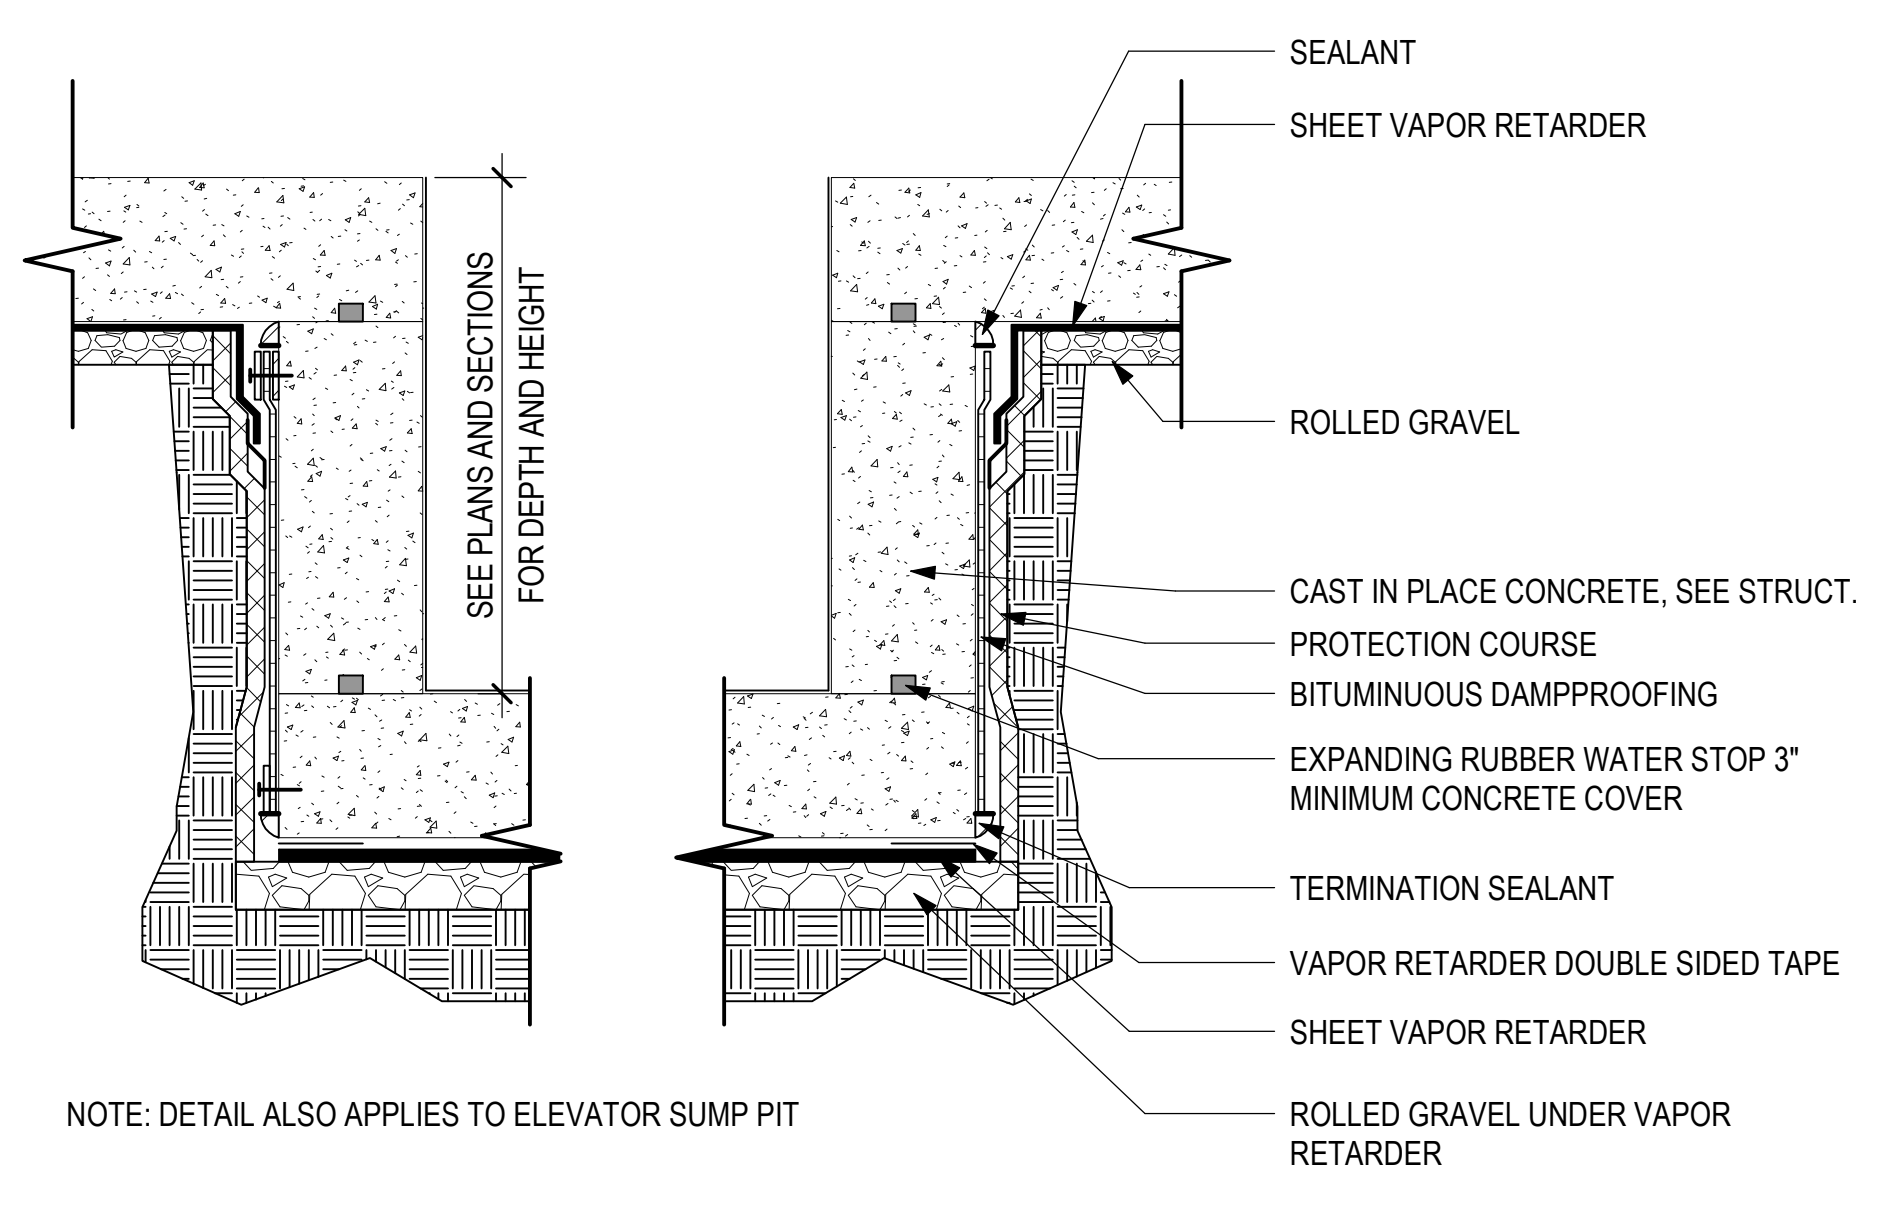 SEALANT
SHEET VAPOR RETARDER
SEE PLANS AND SECTIONS
FOR DEPTH AND HEIGHT
ROLLED GRAVEL
CAST IN PLACE CONCRETE, SEE STRUCT.
PROTECTION COURSE
BITUMINUOUS DAMPPROOFING
EXPANDING RUBBER WATER STOP 3"
MINIMUM CONCRETE COVER
TERMINATION SEALANT
VAPOR RETARDER DOUBLE SIDED TAPE
SHEET VAPOR RETARDER
ROLLED GRAVEL UNDER VAPOR
RETARDER
NOTE: DETAIL ALSO APPLIES TO ELEVATOR SUMP PIT